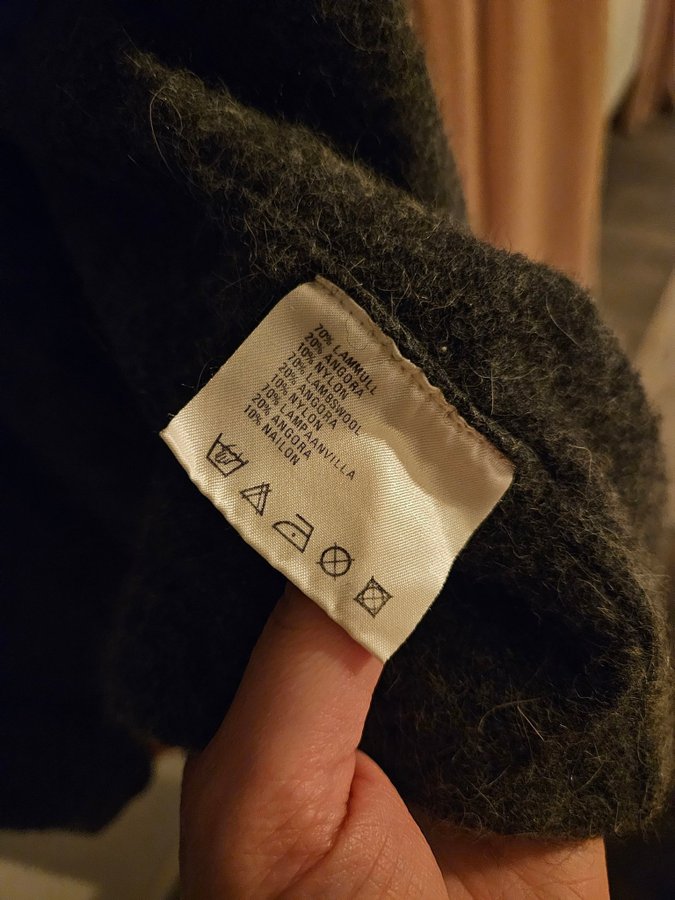 70% LAMMULL
20% ANGORA
10% NYLON
70% LAMBSWOOL
20% ANGORA
10% NYLON
70% LAMPAANVILLA
20% ANGORA
10% NAILON